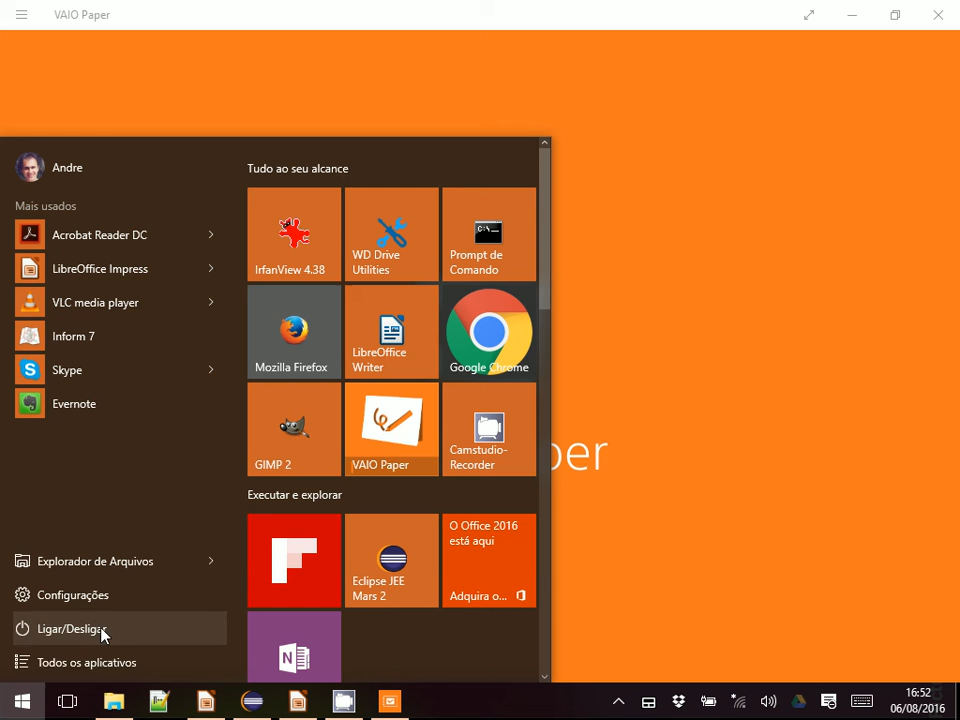 VAIO Paper
Andre
Mais usados
Acrobat Reader DC
LibreOffice Impress
VLC media player
Inform 7
Skype
Evernote
Explorador de Arquivos
Configurações
Ligar/Desligar
Todos os aplicativos
Tudo ao seu alcance
IrfanView 4.38
WD Drive
Utilities
Prompt de
Comando
C:\_
Mozilla Firefox
LibreOffice
Writer
Google Chrome
GIMP 2
VAIO Paper
Camstudio-
Recorder
Executar e explorar
Eclipse JEE
Mars 2
O Office 2016
está aqui
Adquira o...
N
per
16:52
06/08/2016